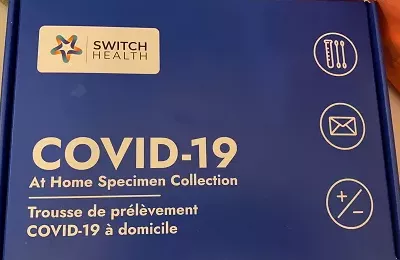 SWITCH
HEALTH
COVID-19
At Home Specimen Collection
Trousse de prélèvement
COVID-19 à domicile